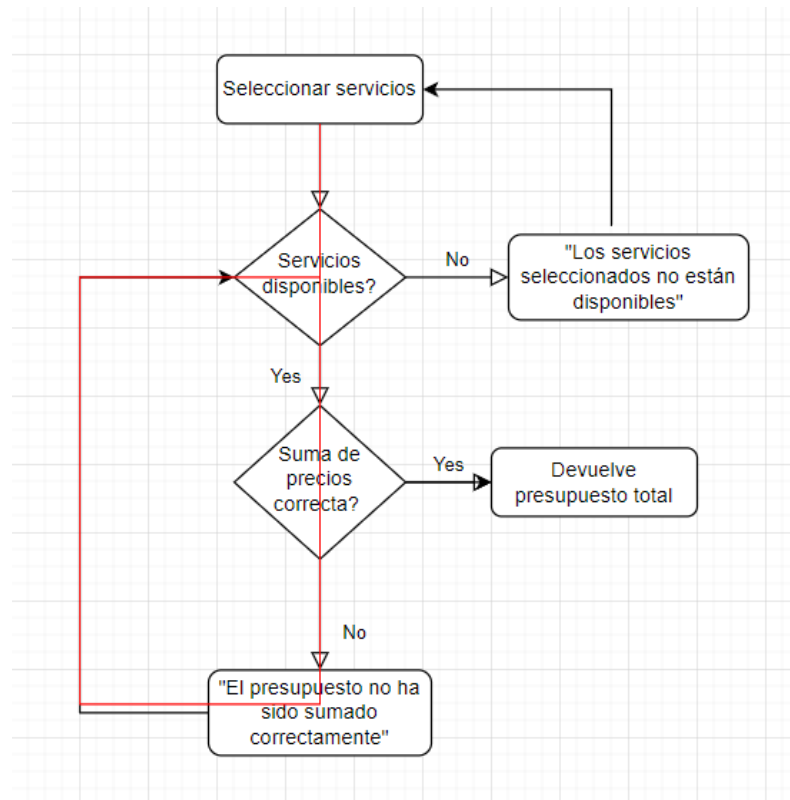 Seleccionar servicios
Servicios
disponibles?
No
"Los servicios
seleccionados no están
disponibles"
Yes
Suma de
precios
correcta?
Yes
Devuelve
presupuesto total
No
"El presupuesto no ha
sido sumado
correctamente"